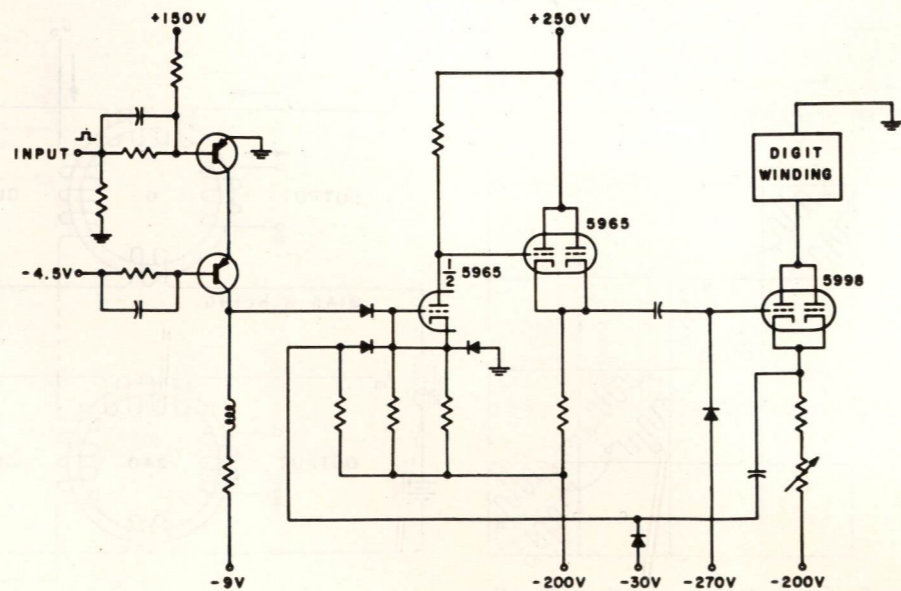 +150V
+250V
INPUT
DIGIT
WINDING
5965
-4.5V
1/2 5965
5998
-9V
-200V
-30V
-270V
-200V